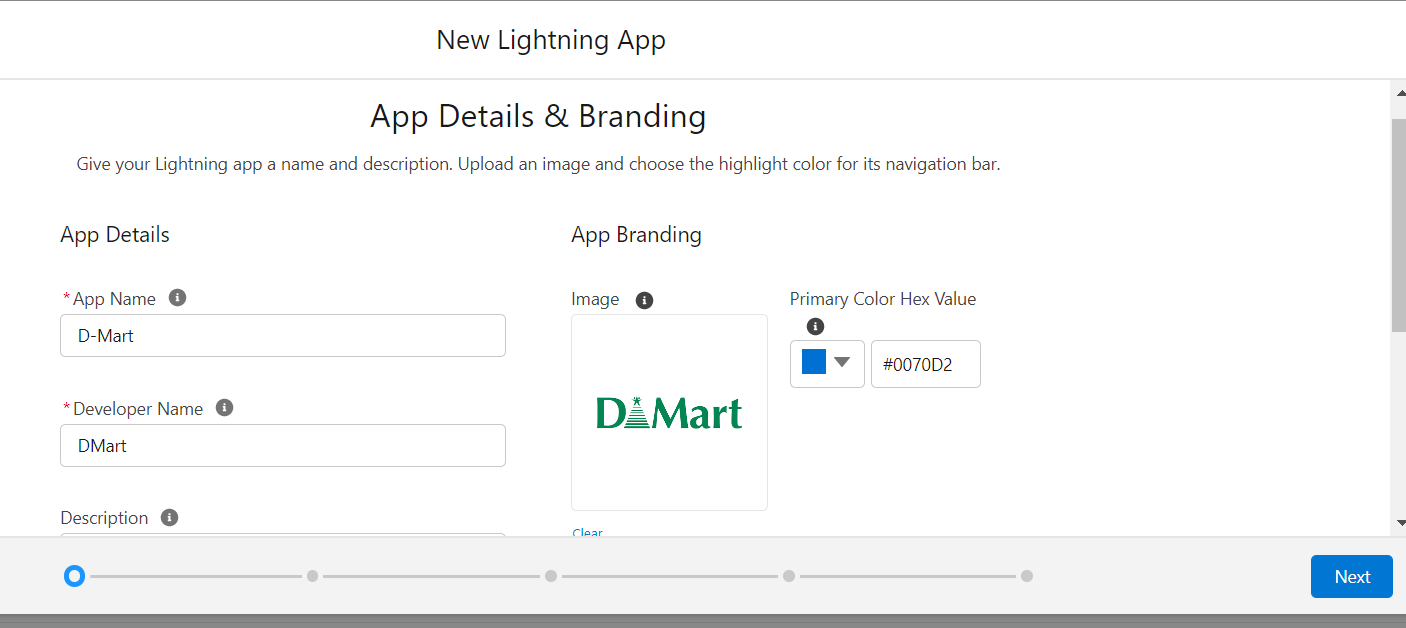 New Lightning App
App Details & Branding
Give your Lightning app a name and description. Upload an image and choose the highlight color for its navigation bar.
App Details
App Branding
*App Name
D-Mart
*Developer Name
DMart
Description
Image
DMart
Clear
Primary Color Hex Value
#0070D2
Next